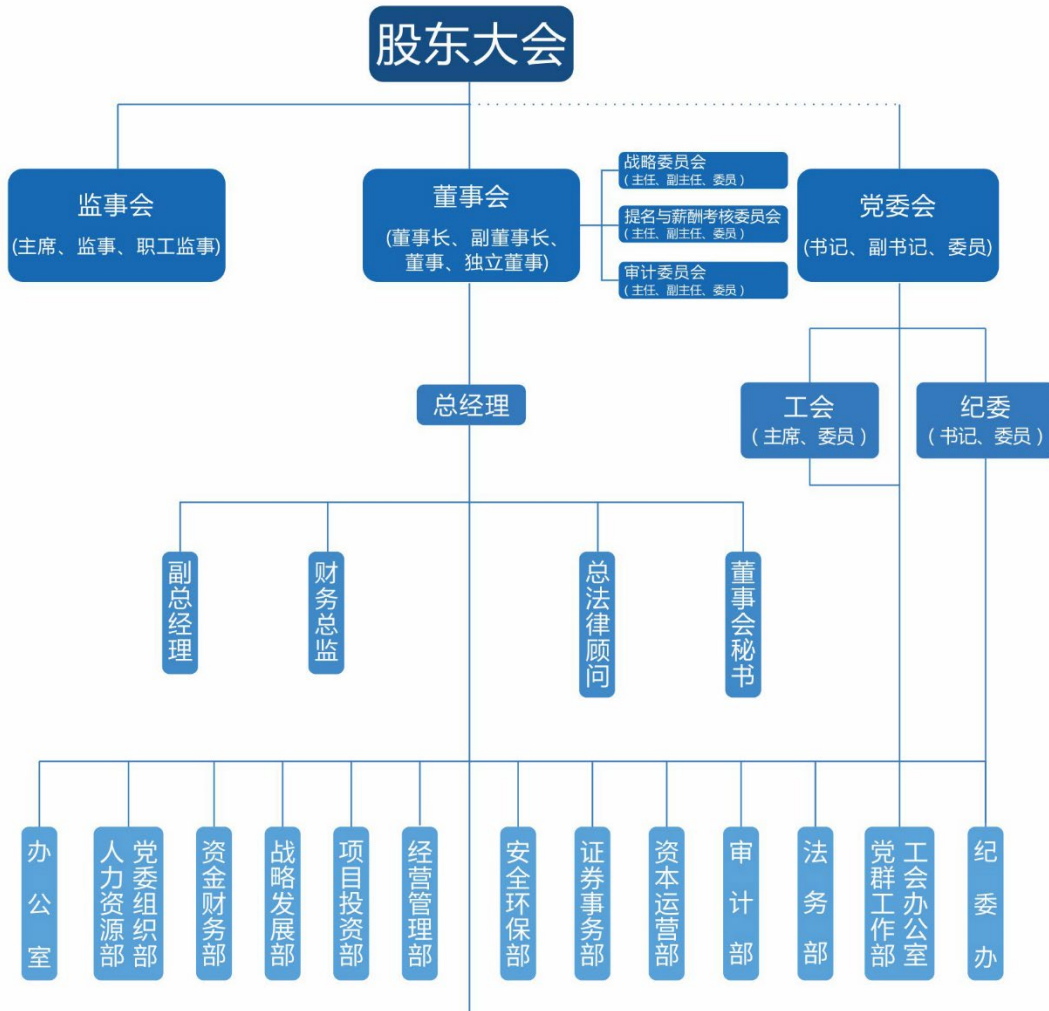 股东大会
监事会
(主席、监事、职工监事)
董事会
(董事长、副董事长、
董事、独立董事)
战略委员会
(主任、副主任、委员)
提名与薪酬考核委员会
(主任、副主任、委员)
审计委员会
(主任、副主任、委员)
党委会
(书记、副书记、委员)
总经理
工会
(主席、委员)
纪委
(书记、委员)
副总经理
财务总监
总法律顾问
董事会秘书
办公室
党委组织部
人力资源部
资金财务部
战略发展部
项目投资部
经营管理部
安全环保部
证券事务部
资本运营部
审计部
法务部
工会办公室
党群工作部
纪委办